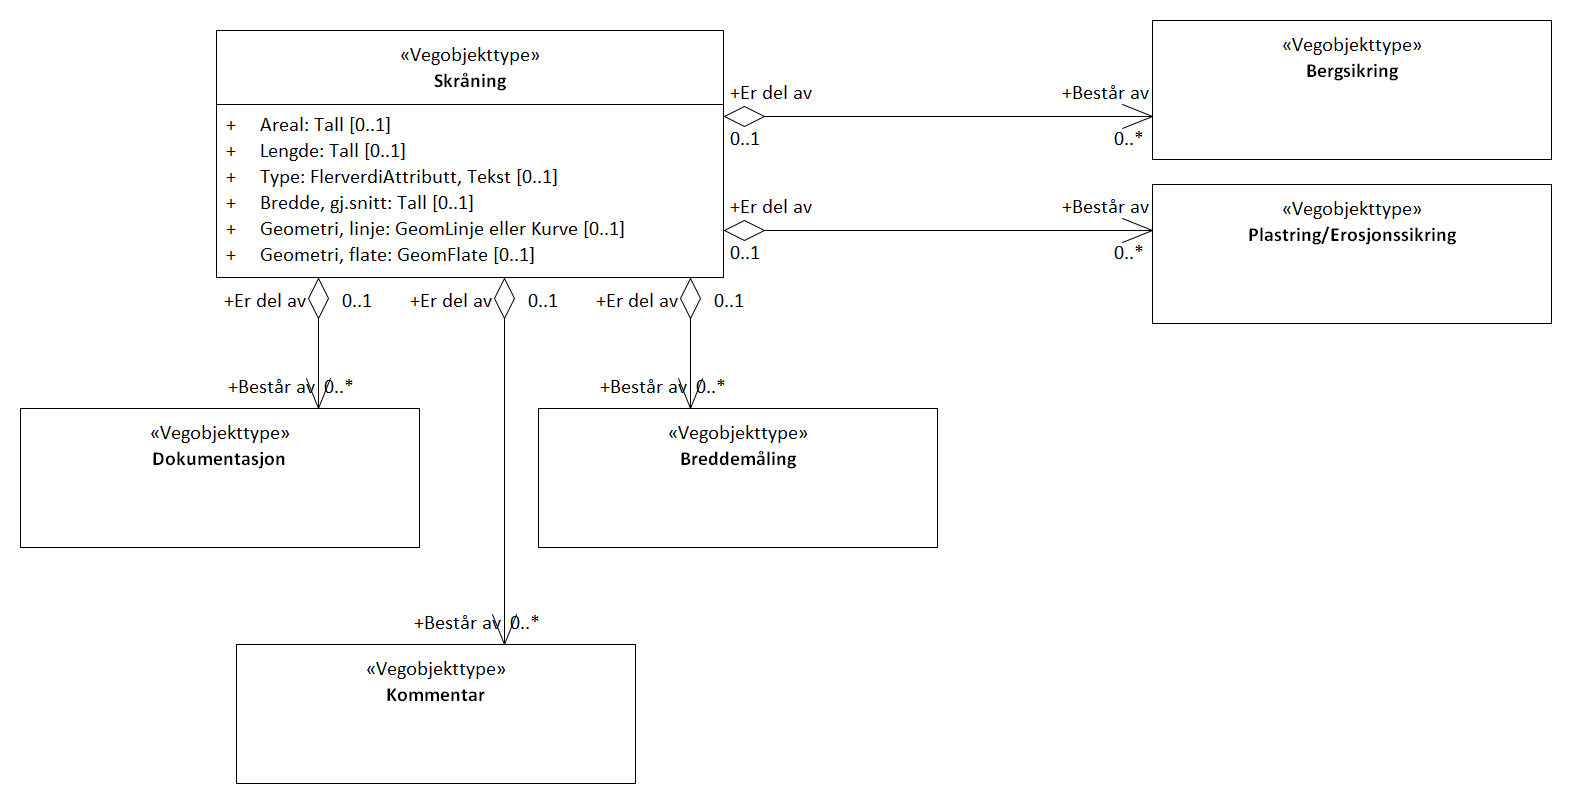 «Vegobjekttype»
Skråning
+ Areal: Tall [0..1]
+ Lengde: Tall [0..1]
+ Type: FlerverdiAttributt, Tekst [0..1]
+ Bredde, gj.snitt: Tall [0..1]
+ Geometri, linje: GeomLinje eller Kurve [0..1]
+ Geometri, flate: GeomFlate [0..1]
+Er del av
+Består av
0..1
0..*
«Vegobjekttype»
Bergsikring
+Er del av
+Består av
0..1
0..*
«Vegobjekttype»
Plastring/Erosjonssikring
+Er del av 0..1
+Er del av 0..1
+Er del av 0..1
+Består av 0..*
+Består av 0..*
«Vegobjekttype»
Dokumentasjon
«Vegobjekttype»
Breddemåling
+Består av 0..*
«Vegobjekttype»
Kommentar